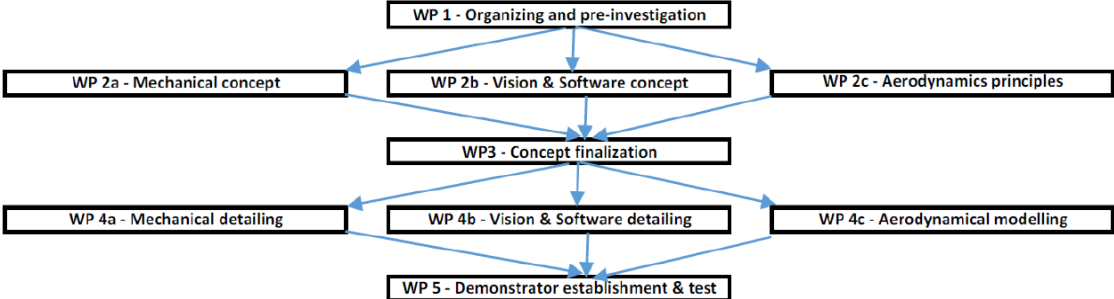 WP 1 - Organizing and pre-investigation
WP 2a - Mechanical concept
WP 2b - Vision & Software concept
WP 2c - Aerodynamics principles
WP3 - Concept finalization
WP 4a - Mechanical detailing
WP 4b - Vision & Software detailing
WP 4c - Aerodynamical modelling
WP 5 - Demonstrator establishment & test